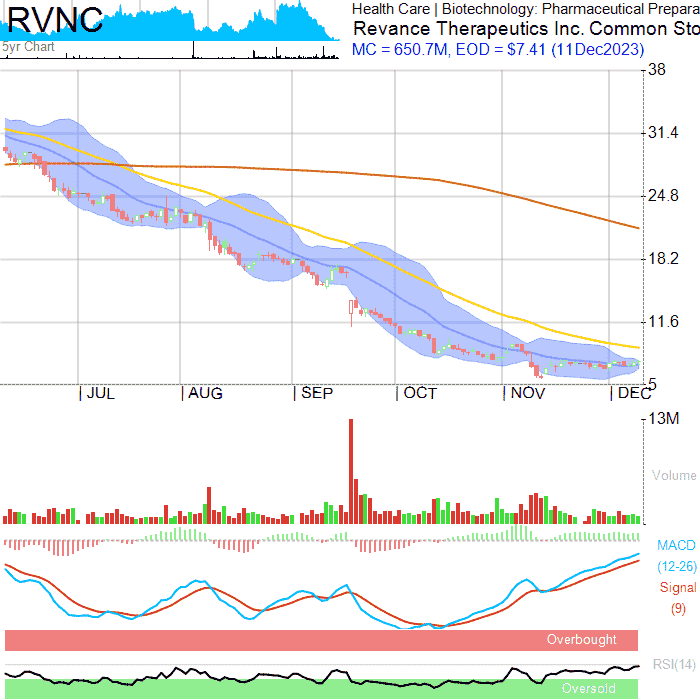 RVNC
5yr Chart
Health Care | Biotechnology: Pharmaceutical Prepara
Revance Therapeutics Inc. Common Sto
MC = 650.7M, EOD = $7.41 (11Dec2023)
38
31.4
24.8
18.2
11.6
5
| JUL | AUG | SEP | OCT | NOV | DEC
13M
Volume
MACD
(12-26)
Signal
(9)
Overbought
RSI(14)
Oversold